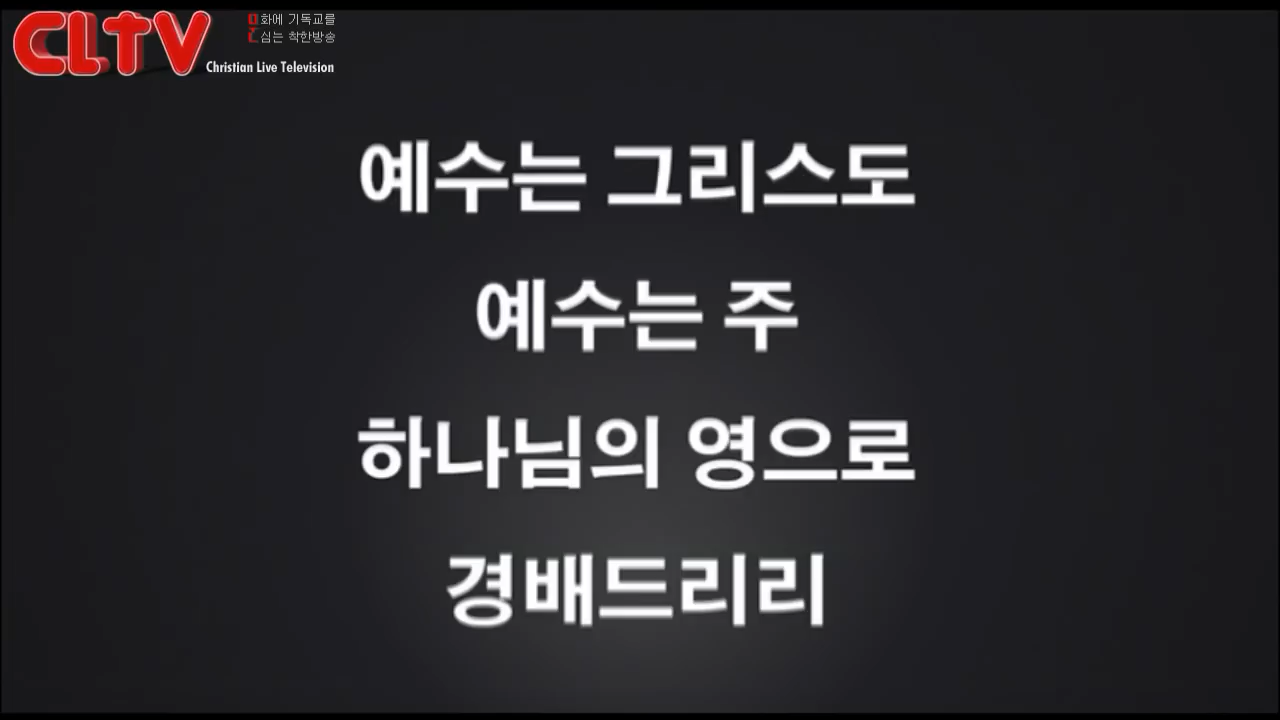 CLTV
화에 기독교를
심는 착한방송
Christian Live Television
예수는 그리스도
예수는 주
하나님의 영으로
경배드리리